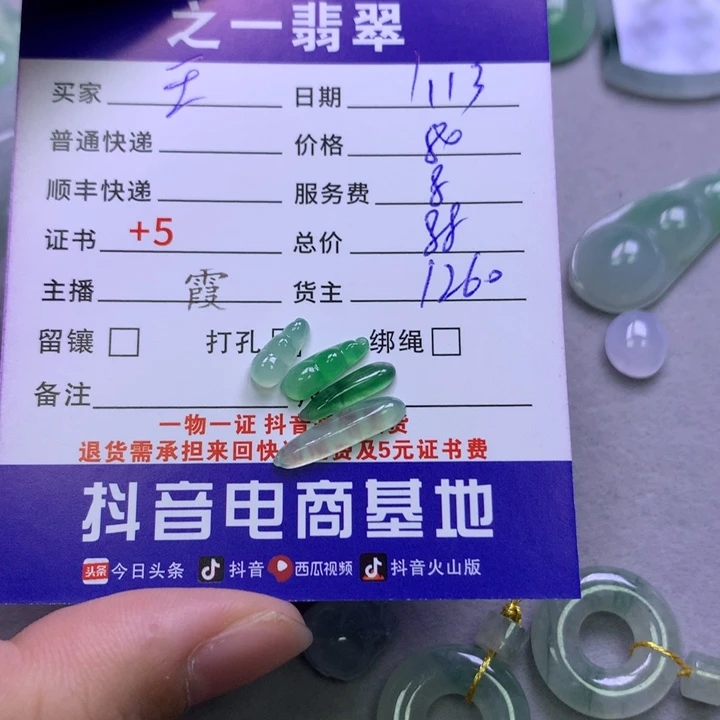 之一翡翠
买家 王 日期 1113
普通快递 价格 80
顺丰快递 服务费 8
证书 +5 总价 88
主播 霞 货主 1260
留镶 打孔 绑绳
备注
一物一证 抖音 费
退货需承担来回快 费及5元证书费
抖音电商基地
头条 今日头条 抖音 西瓜视频 抖音火山版